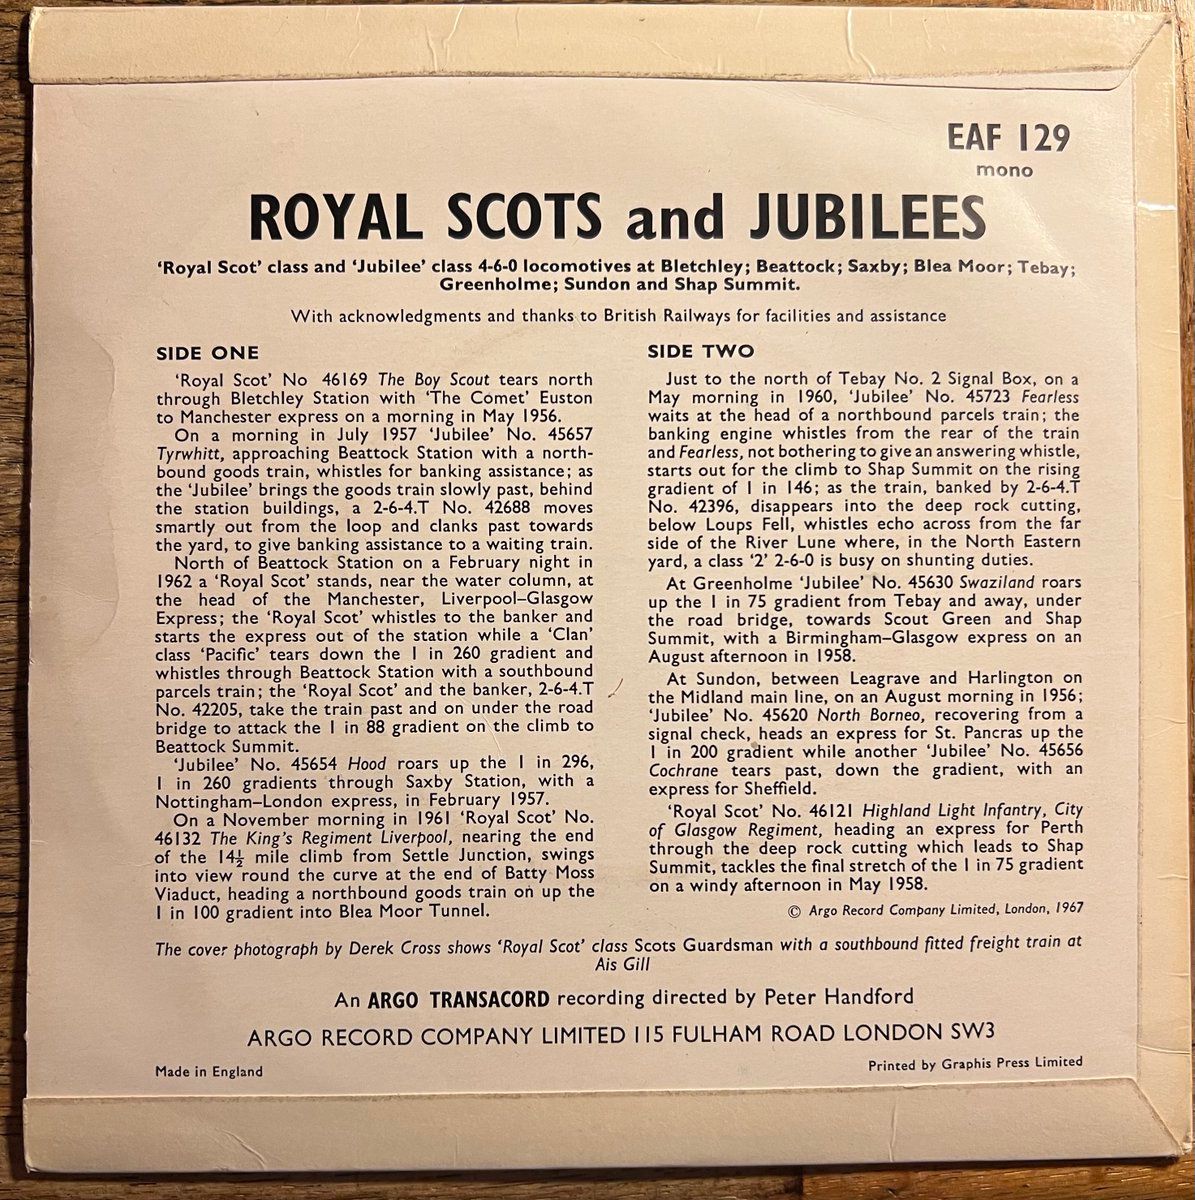 EAF 129
mono
ROYAL SCOTS and JUBILEES
‘Royal Scot’ class and ‘Jubilee’ class 4-6-0 locomotives at Bletchley; Beattock; Saxby; Blea Moor; Tebay;
Greenholme; Sundon and Shap Summit.
With acknowledgments and thanks to British Railways for facilities and assistance
SIDE ONE
‘Royal Scot’ No 46169 The Boy Scout tears north
through Bletchley Station with ‘The Comet’ Euston
to Manchester express on a morning in May 1956.
On a morning in July 1957 ‘Jubilee’ No. 45657
Tyrwhitt, approaching Beattock Station with a north-
bound goods train, whistles for banking assistance; as
the ‘Jubilee’ brings the goods train slowly past, behind
the station buildings, a 2-6-4.T No. 42688 moves
smartly out from the loop and clanks past towards
the yard, to give banking assistance to a waiting train.
North of Beattock Station on a February night in
1962 a ‘Royal Scot’ stands, near the water column, at
the head of the Manchester, Liverpool–Glasgow
Express; the ‘Royal Scot’ whistles to the banker and
starts the express out of the station while a ‘Clan’
class ‘Pacific’ tears down the 1 in 260 gradient and
whistles through Beattock Station with a southbound
parcels train; the ‘Royal Scot’ and the banker, 2-6-4.T
No. 42205, take the train past and on under the road
bridge to attack the 1 in 88 gradient on the climb to
Beattock Summit.
‘Jubilee’ No. 45654 Hood roars up the 1 in 296,
1 in 260 gradients through Saxby Station, with a
Nottingham–London express, in February 1957.
On a November morning in 1961 ‘Royal Scot’ No.
46132 The King’s Regiment Liverpool, nearing the end
of the 14½ mile climb from Settle Junction, swings
into view round the curve at the end of Batty Moss
Viaduct, heading a northbound goods train on up the
1 in 100 gradient into Blea Moor Tunnel.
SIDE TWO
Just to the north of Tebay No. 2 Signal Box, on a
May morning in 1960, ‘Jubilee’ No. 45723 Fearless
waits at the head of a northbound parcels train; the
banking engine whistles from the rear of the train
and Fearless, not bothering to give an answering whistle,
starts out for the climb to Shap Summit on the rising
gradient of 1 in 146; as the train, banked by 2-6-4.T
No. 42396, disappears into the deep rock cutting,
below Loups Fell, whistles echo across from the far
side of the River Lune where, in the North Eastern
yard, a class ‘2’ 2-6-0 is busy on shunting duties.
At Greenholme ‘Jubilee’ No. 45630 Swaziland roars
up the 1 in 75 gradient from Tebay and away, under
the road bridge, towards Scout Green and Shap
Summit, with a Birmingham–Glasgow express on an
August afternoon in 1958.
At Sundon, between Leagrave and Harlington on
the Midland main line, on an August morning in 1956;
‘Jubilee’ No. 45620 North Borneo, recovering from a
signal check, heads an express for St. Pancras up the
1 in 200 gradient while another ‘Jubilee’ No. 45656
Cochrane tears past, down the gradient, with an
express for Sheffield.
‘Royal Scot’ No. 46121 Highland Light Infantry, City
of Glasgow Regiment, heading an express for Perth
through the deep rock cutting which leads to Shap
Summit, tackles the final stretch of the 1 in 75 gradient
on a windy afternoon in May 1958.
© Argo Record Company Limited, London, 1967
The cover photograph by Derek Cross shows ‘Royal Scot’ class Scots Guardsman with a southbound fitted freight train at
Ais Gill
An ARGO TRANSACORD recording directed by Peter Handford
ARGO RECORD COMPANY LIMITED 115 FULHAM ROAD LONDON SW3
Made in England
Printed by Graphis Press Limited